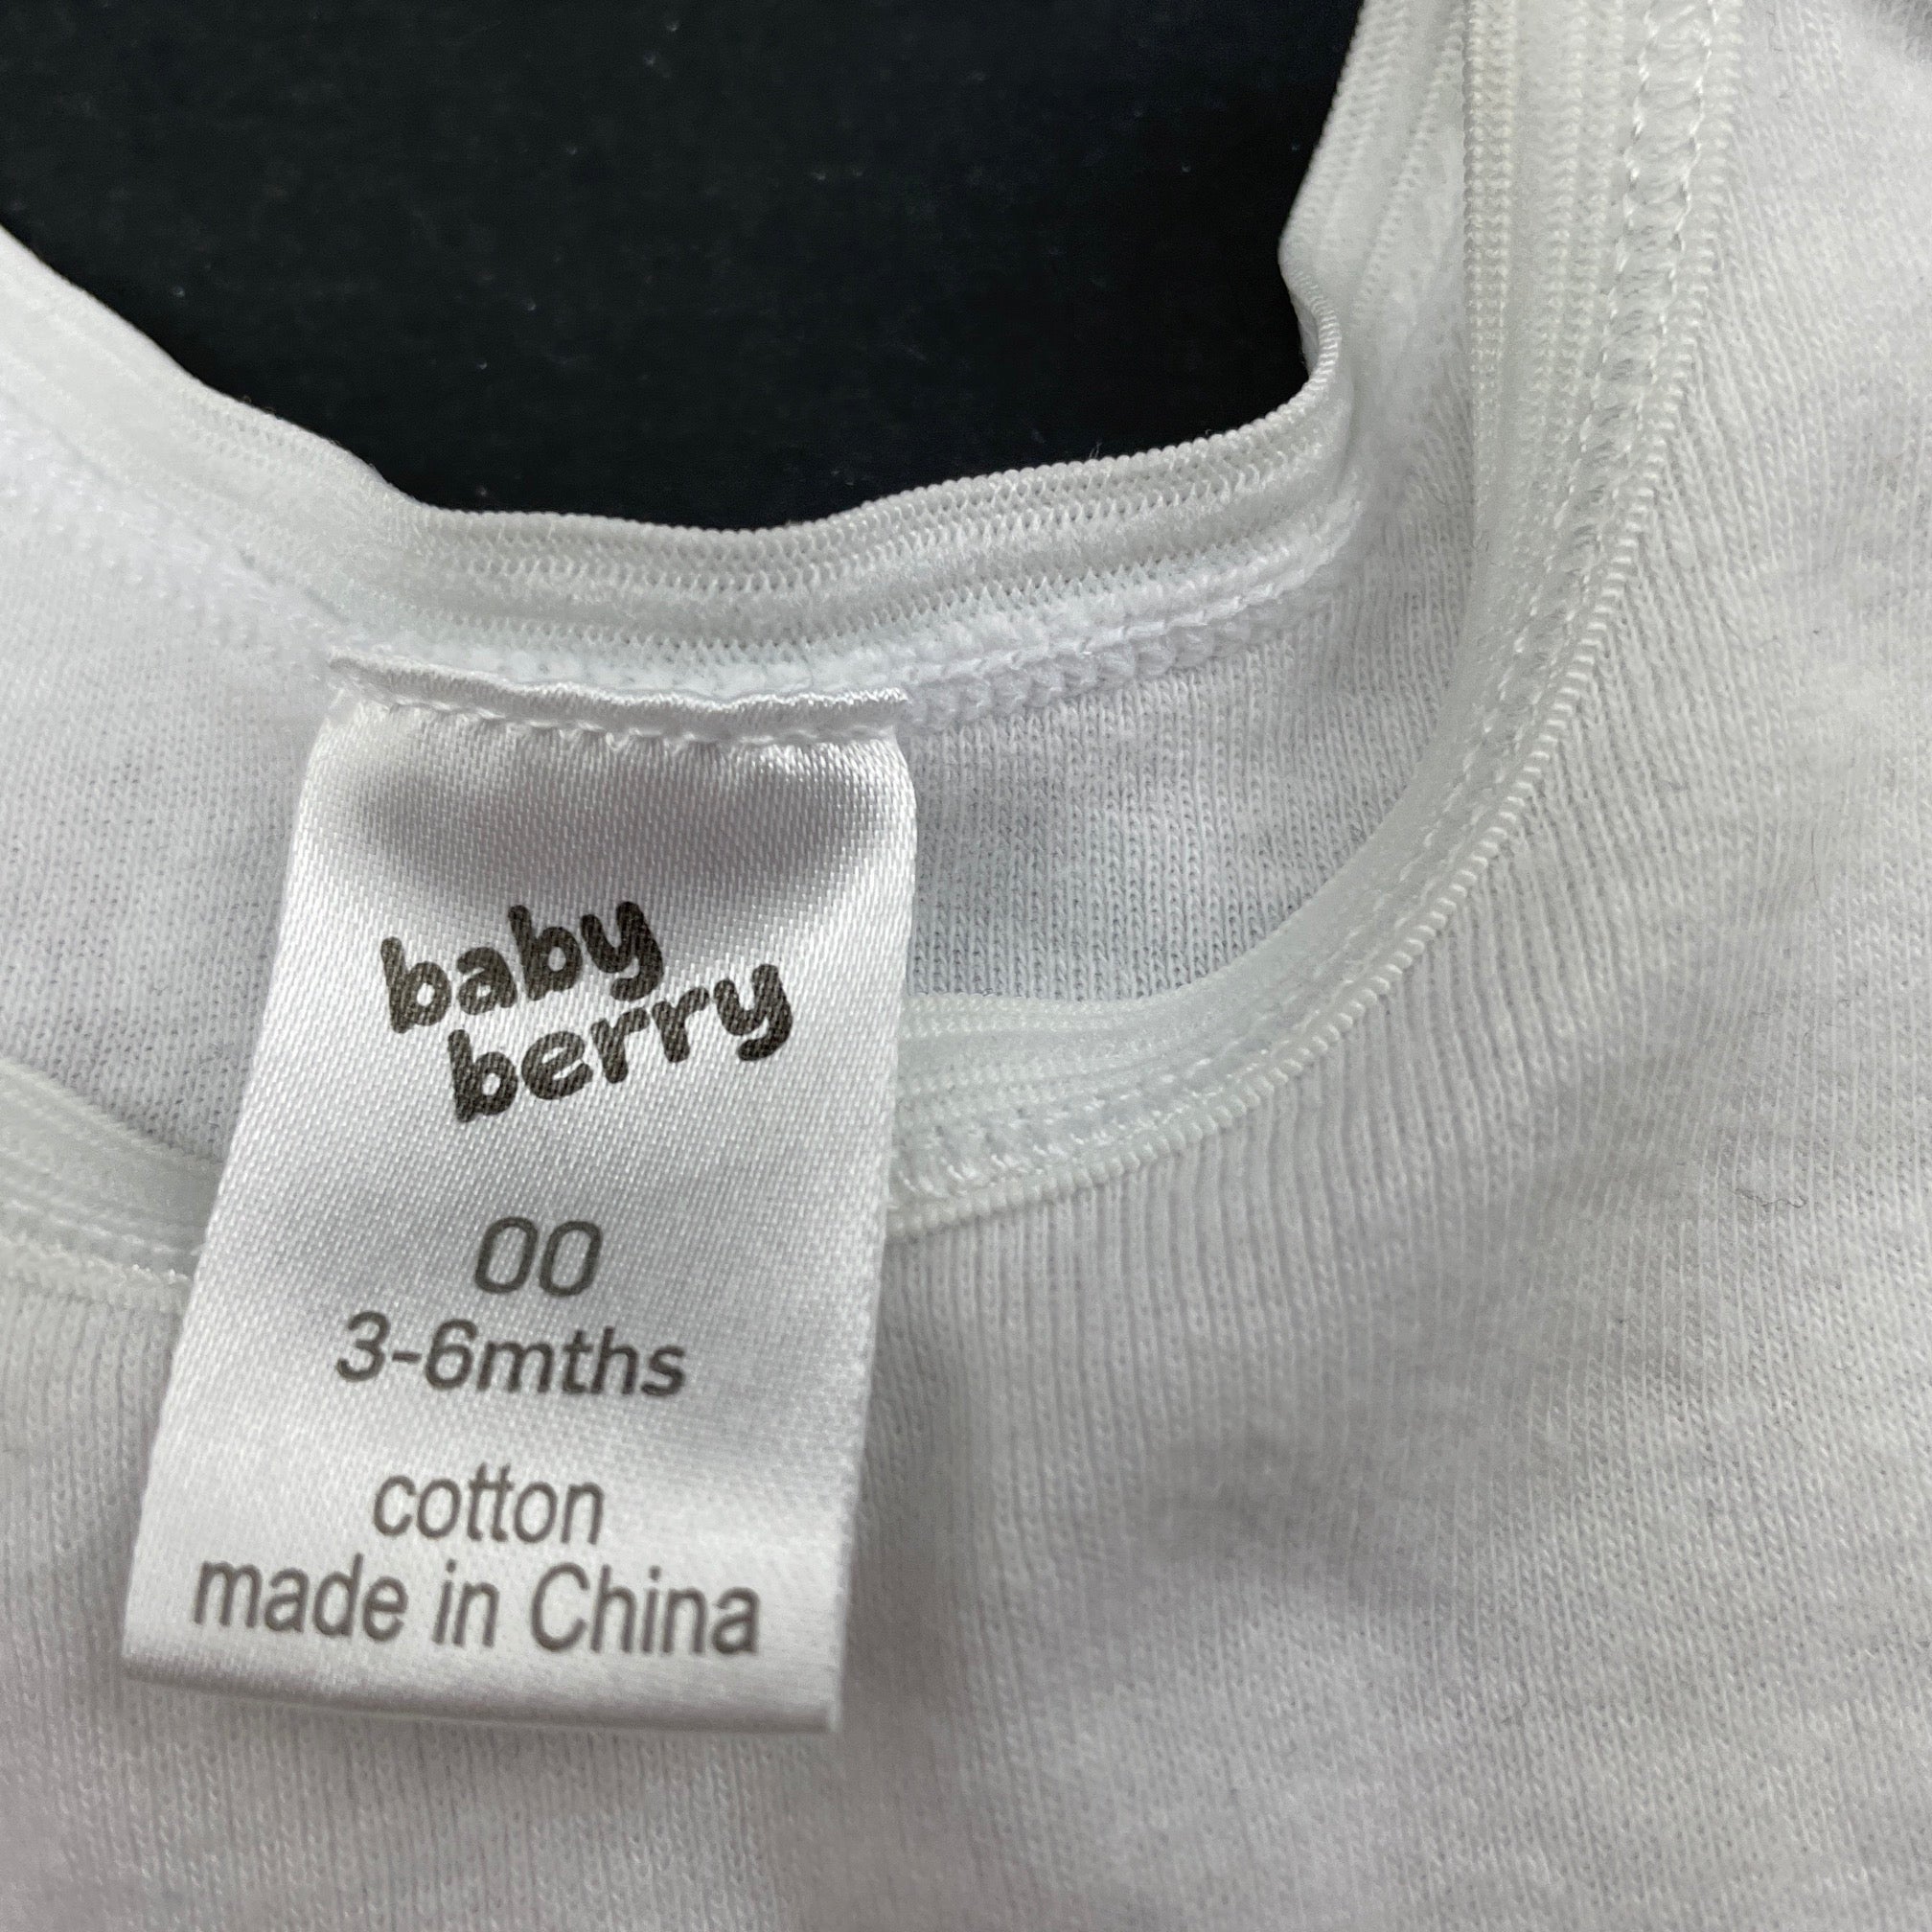 baby
berry
00
3-6mths
cotton
made in China